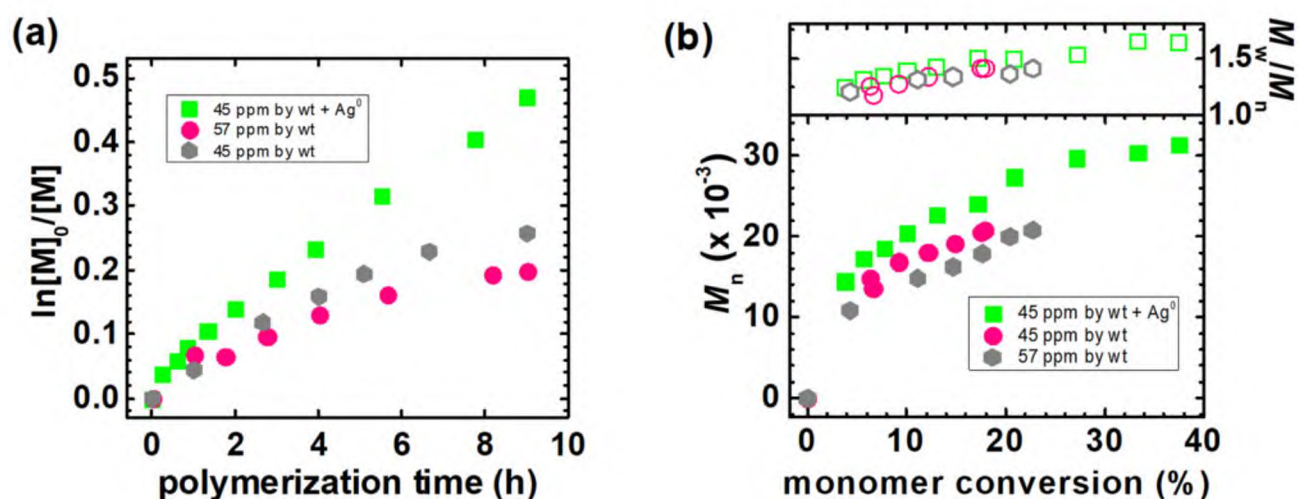 (a)
0.5
0.4
0.3
0.2
0.1
0.0
ln[M]₀/[M]
45 ppm by wt + Ag⁰
57 ppm by wt
45 ppm by wt
0 2 4 6 8 10
polymerization time (h)
(b)
1.5
1.0
M_w/M_n
30
20
10
0
M_n (x 10⁻³)
45 ppm by wt + Ag⁰
45 ppm by wt
57 ppm by wt
0 10 20 30 40
monomer conversion (%)